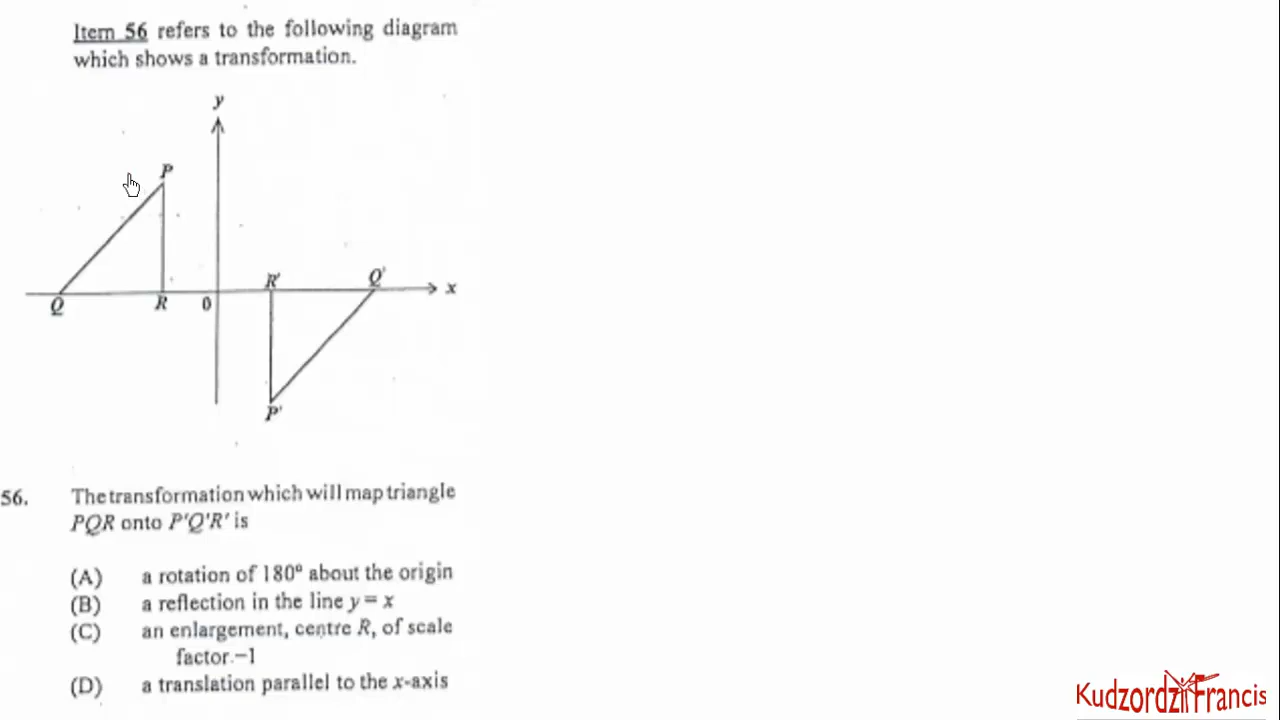 Item 56 refers to the following diagram
which shows a transformation.
y
P
R'
Q'
x
Q
R
0
P'
56. The transformation which will map triangle
PQR onto P'Q'R' is
(A) a rotation of 180° about the origin
(B) a reflection in the line y = x
(C) an enlargement, centre R, of scale
factor -1
(D) a translation parallel to the x-axis
Kudzordzi Francis